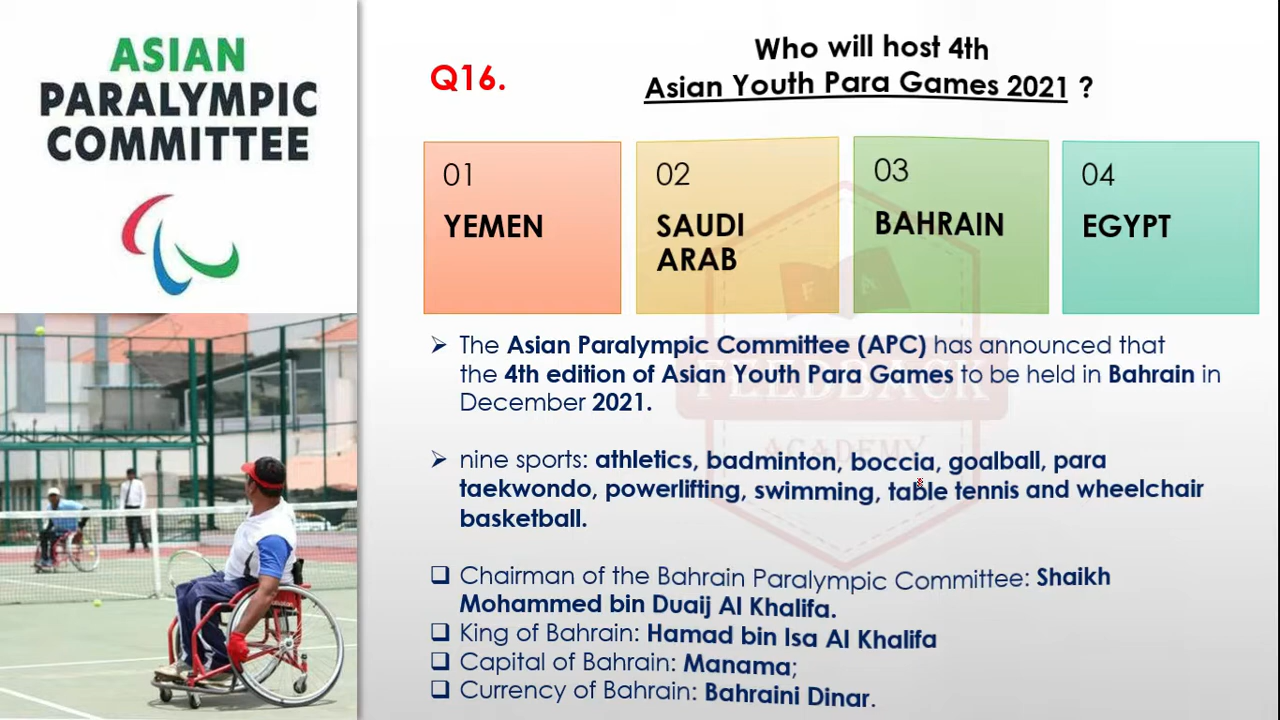 ASIAN
PARALYMPIC
COMMITTEE
Q16.
Who will host 4th
Asian Youth Para Games 2021 ?
01
YEMEN
02
SAUDI
ARAB
03
BAHRAIN
04
EGYPT
➢ The Asian Paralympic Committee (APC) has announced that
the 4th edition of Asian Youth Para Games to be held in Bahrain in
December 2021.
➢ nine sports: athletics, badminton, boccia, goalball, para
taekwondo, powerlifting, swimming, table tennis and wheelchair
basketball.
❑ Chairman of the Bahrain Paralympic Committee: Shaikh
Mohammed bin Duaij Al Khalifa.
❑ King of Bahrain: Hamad bin Isa Al Khalifa
❑ Capital of Bahrain: Manama;
❑ Currency of Bahrain: Bahraini Dinar.
F A
FEEDBACK
ACADEMY